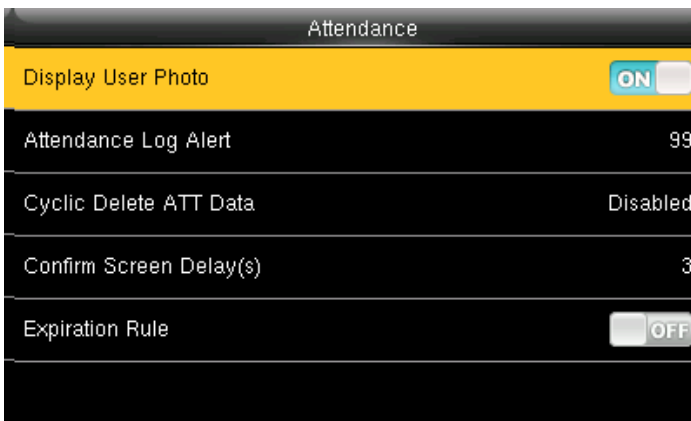 Attendance
Display User Photo ON
Attendance Log Alert 99
Cyclic Delete ATT Data Disabled
Confirm Screen Delay(s) 3
Expiration Rule OFF